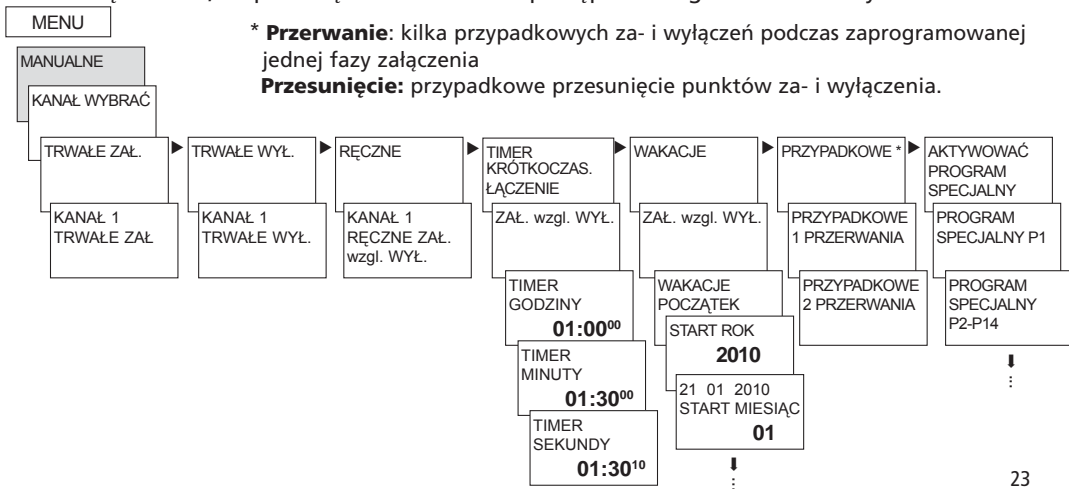 MENU
* Przerwanie: kilka przypadkowych za- i wyłączeń podczas zaprogramowanej
jednej fazy załączenia
Przesunięcie: przypadkowe przesunięcie punktów za- i wyłączenia.
MANUALNE
KANAŁ WYBRAĆ
TRWAŁE ZAŁ.
KANAŁ 1
TRWAŁE ZAŁ
TRWAŁE WYŁ.
KANAŁ 1
TRWAŁE WYŁ.
RĘCZNE
KANAŁ 1
RĘCZNE ZAŁ.
wzgl. WYŁ.
TIMER
KRÓTKOCZAS.
ŁĄCZENIE
ZAŁ. wzgl. WYŁ.
TIMER
GODZINY
01:00⁰⁰
TIMER
MINUTY
01:30⁰⁰
TIMER
SEKUNDY
01:30¹⁰
WAKACJE
ZAŁ. wzgl. WYŁ.
WAKACJE
POCZĄTEK
START ROK
2010
21 01 2010
START MIESIĄC
01
PRZYPADKOWE *
PRZYPADKOWE
1 PRZERWANIA
PRZYPADKOWE
2 PRZERWANIA
AKTYWOWAĆ
PROGRAM
SPECJALNY
PROGRAM
SPECJALNY P1
PROGRAM
SPECJALNY
P2-P14
23